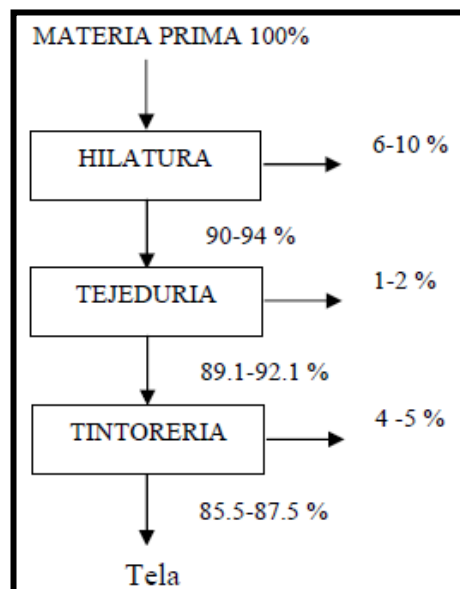 MATERIA PRIMA 100%
HILATURA
6-10 %
90-94 %
TEJEDURIA
1-2 %
89.1-92.1 %
TINTORERIA
4 -5 %
85.5-87.5 %
Tela